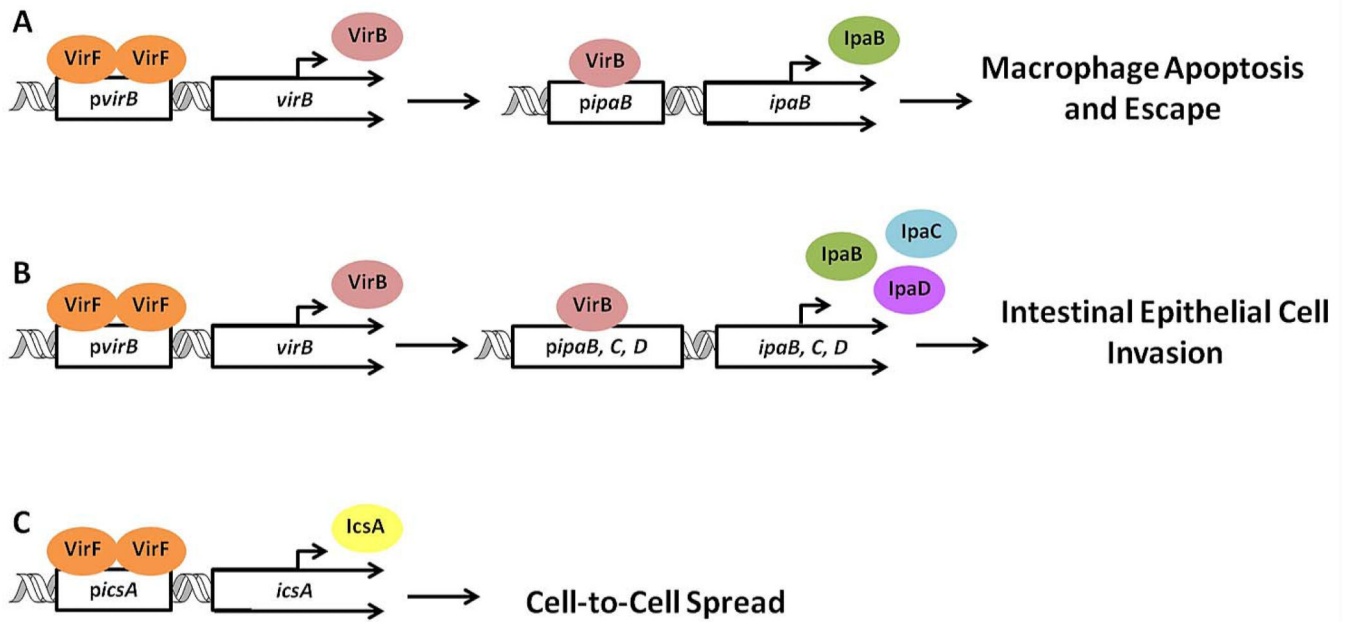 A
VirF VirF
VirB
pvirB
virB
VirB
pipaB
IpaB
ipaB
Macrophage Apoptosis
and Escape
B
VirF VirF
VirB
pvirB
virB
VirB
pipaB, C, D
IpaB
IpaC
IpaD
ipaB, C, D
Intestinal Epithelial Cell
Invasion
C
VirF VirF
IcsA
picsA
icsA
Cell-to-Cell Spread